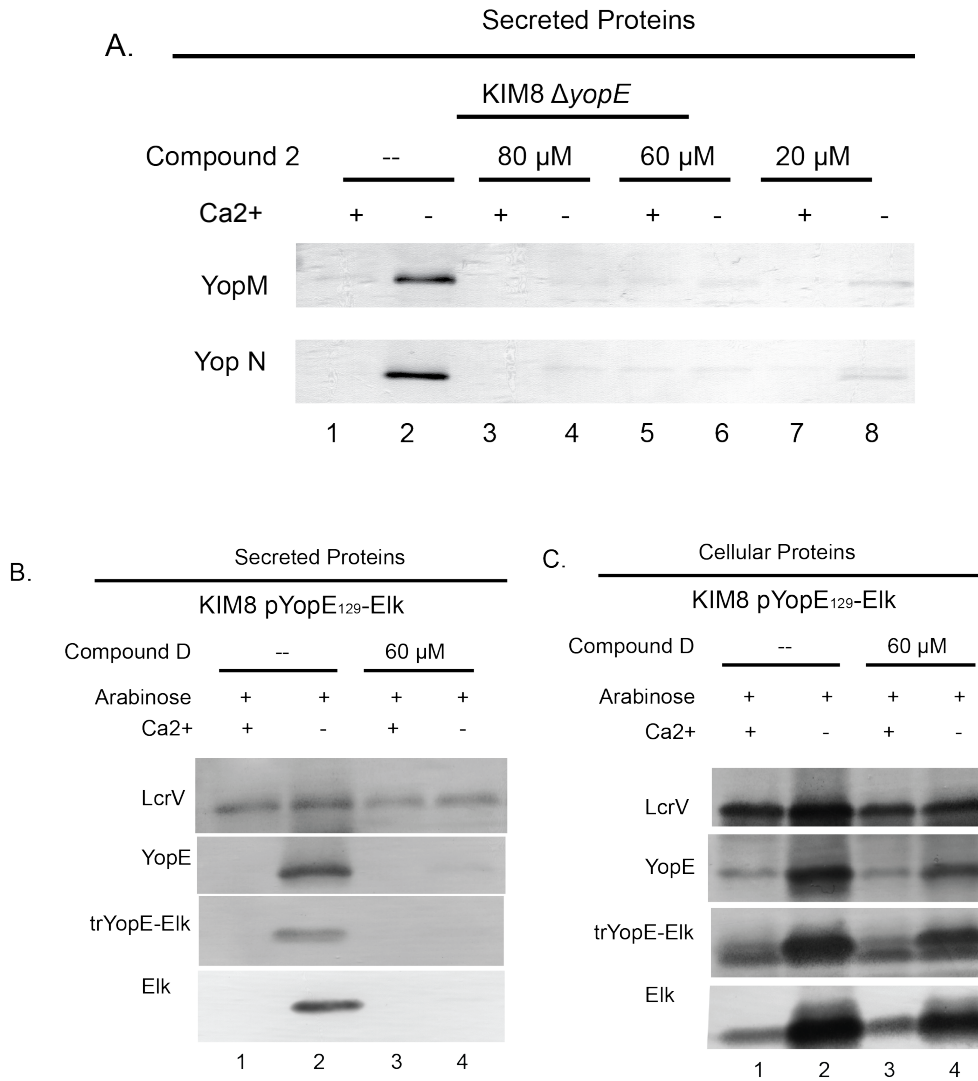 Secreted Proteins
A.
KIM8 ΔyopE
Compound 2 -- 80 μM 60 μM 20 μM
Ca2+ + - + - + - + -
YopM
Yop N
1 2 3 4 5 6 7 8
B.
Secreted Proteins
KIM8 pYopE129-Elk
Compound D -- 60 μM
Arabinose + + + +
Ca2+ + - + -
LcrV
YopE
trYopE-Elk
Elk
1 2 3 4
C.
Cellular Proteins
KIM8 pYopE129-Elk
Compound D -- 60 μM
Arabinose + + + +
Ca2+ + - + -
LcrV
YopE
trYopE-Elk
Elk
1 2 3 4